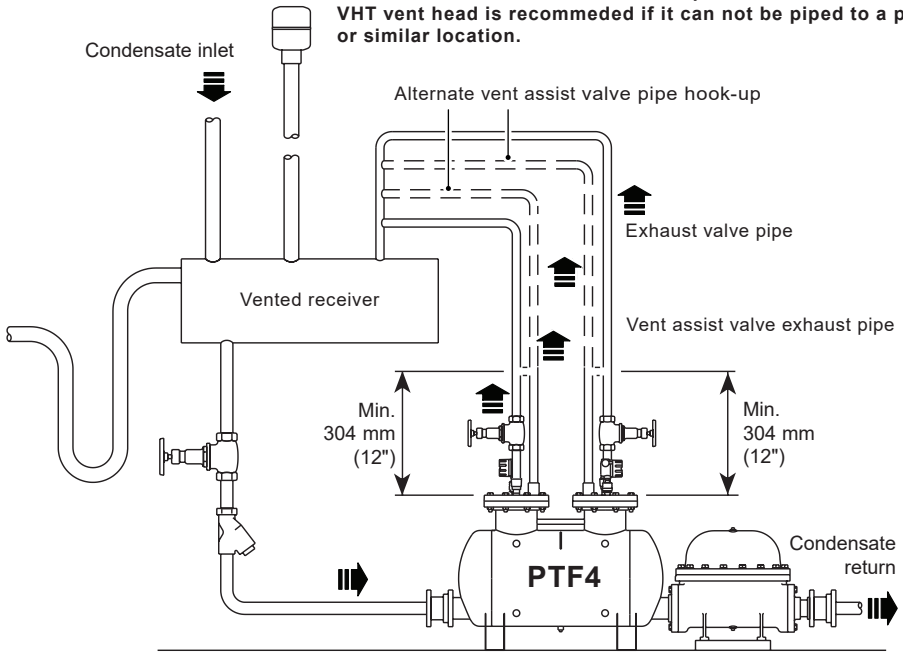 VHT vent head is recommeded if it can not be piped to a p
or similar location.
Condensate inlet
Alternate vent assist valve pipe hook-up
Exhaust valve pipe
Vented receiver
Vent assist valve exhaust pipe
Min.
304 mm
(12")
Min.
304 mm
(12")
Condensate
return
PTF4